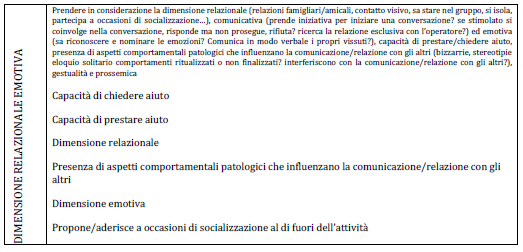 DIMENSIONE RELAZIONALE EMOTIVA
Prendere in considerazione la dimensione relazionale (relazioni famigliari/amicali, contatto visivo, sa stare nel gruppo, si isola,
partecipa a occasioni di socializzazione...), comunicativa (prende iniziativa per iniziare una conversazione? se stimolato si
coinvolge nella conversazione, risponde ma non prosegue, rifiuta? ricerca la relazione esclusiva con l'operatore?) ed emotiva
(sa riconoscere e nominare le emozioni? Comunica in modo verbale i propri vissuti?), capacità di prestare/chiedere aiuto,
presenza di aspetti comportamentali patologici che influenzano la comunicazione/relazione con gli altri (bizzarrie, stereotipie
eloquio solitario comportamenti ritualizzati o non finalizzati? interferiscono con la comunicazione/relazione con gli altri?),
gestualità e prossemica
Capacità di chiedere aiuto
Capacità di prestare aiuto
Dimensione relazionale
Presenza di aspetti comportamentali patologici che influenzano la comunicazione/relazione con gli
altri
Dimensione emotiva
Propone/aderisce a occasioni di socializzazione al di fuori dell'attività